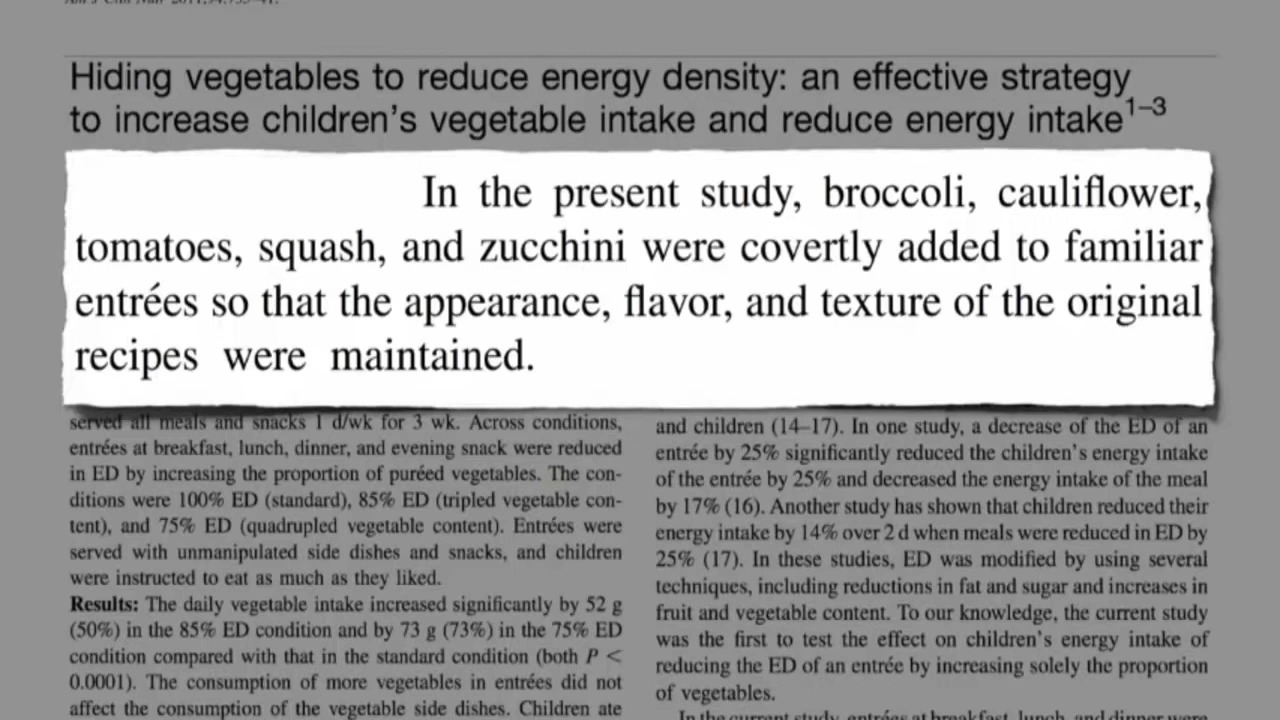 Hiding vegetables to reduce energy density: an effective strategy
to increase children's vegetable intake and reduce energy intake1–3
In the present study, broccoli, cauliflower,
tomatoes, squash, and zucchini were covertly added to familiar
entrées so that the appearance, flavor, and texture of the original
recipes were maintained.
served all meals and snacks 1 d/wk for 3 wk. Across conditions,
entrées at breakfast, lunch, dinner, and evening snack were reduced
in ED by increasing the proportion of puréed vegetables. The con-
ditions were 100% ED (standard), 85% ED (tripled vegetable con-
tent), and 75% ED (quadrupled vegetable content). Entrées were
served with unmanipulated side dishes and snacks, and children
were instructed to eat as much as they liked.
Results: The daily vegetable intake increased significantly by 52 g
(50%) in the 85% ED condition and by 73 g (73%) in the 75% ED
condition compared with that in the standard condition (both P <
0.0001). The consumption of more vegetables in entrées did not
affect the consumption of the vegetable side dishes. Children ate
and children (14–17). In one study, a decrease of the ED of an
entrée by 25% significantly reduced the children's energy intake
of the entrée by 25% and decreased the energy intake of the meal
by 17% (16). Another study has shown that children reduced their
energy intake by 14% over 2 d when meals were reduced in ED by
25% (17). In these studies, ED was modified by using several
techniques, including reductions in fat and sugar and increases in
fruit and vegetable content. To our knowledge, the current study
was the first to test the effect on children's energy intake of
reducing the ED of an entrée by increasing solely the proportion
of vegetables.
In the current study, entrées at breakfast, lunch, and dinner were